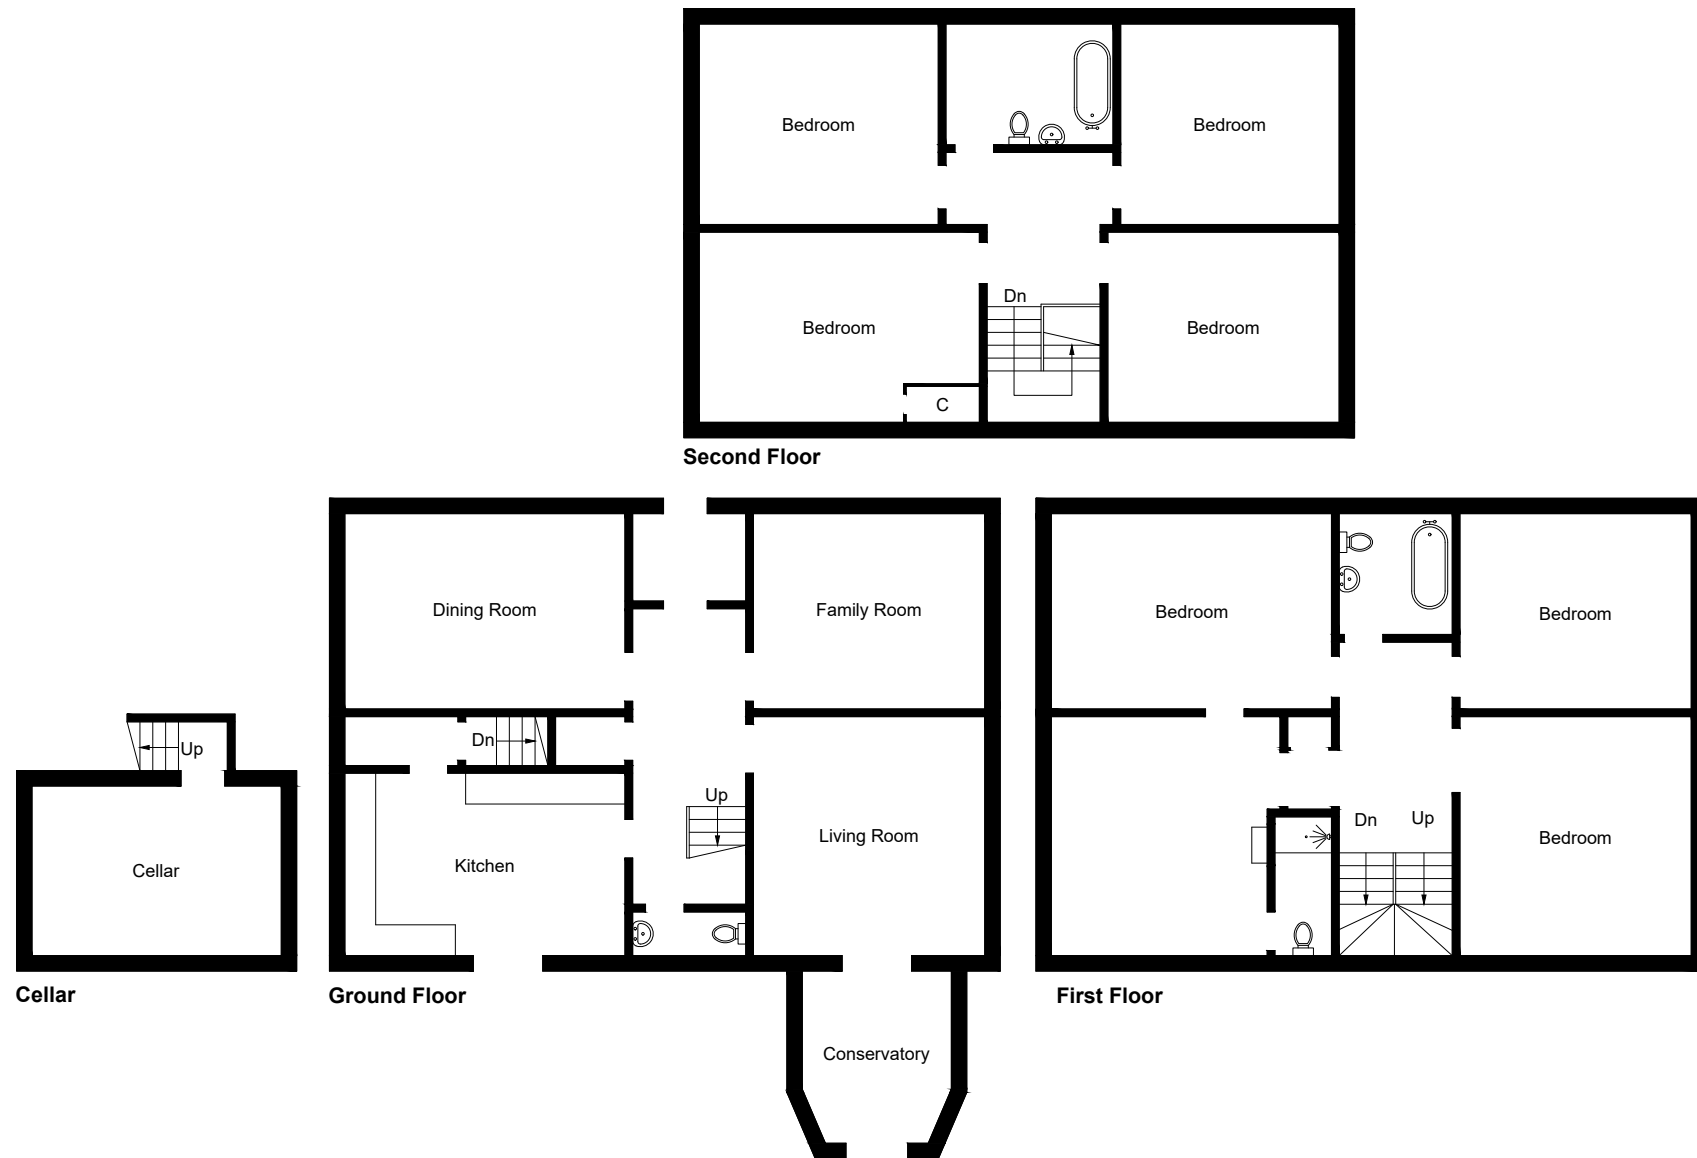 Bedroom
Bedroom
Dn
Bedroom
Bedroom
C
Second Floor
Up
Cellar
Cellar
Dining Room
Family Room
Dn
Up
Living Room
Kitchen
Ground Floor
Conservatory
Bedroom
Bedroom
Dn
Up
Bedroom
First Floor